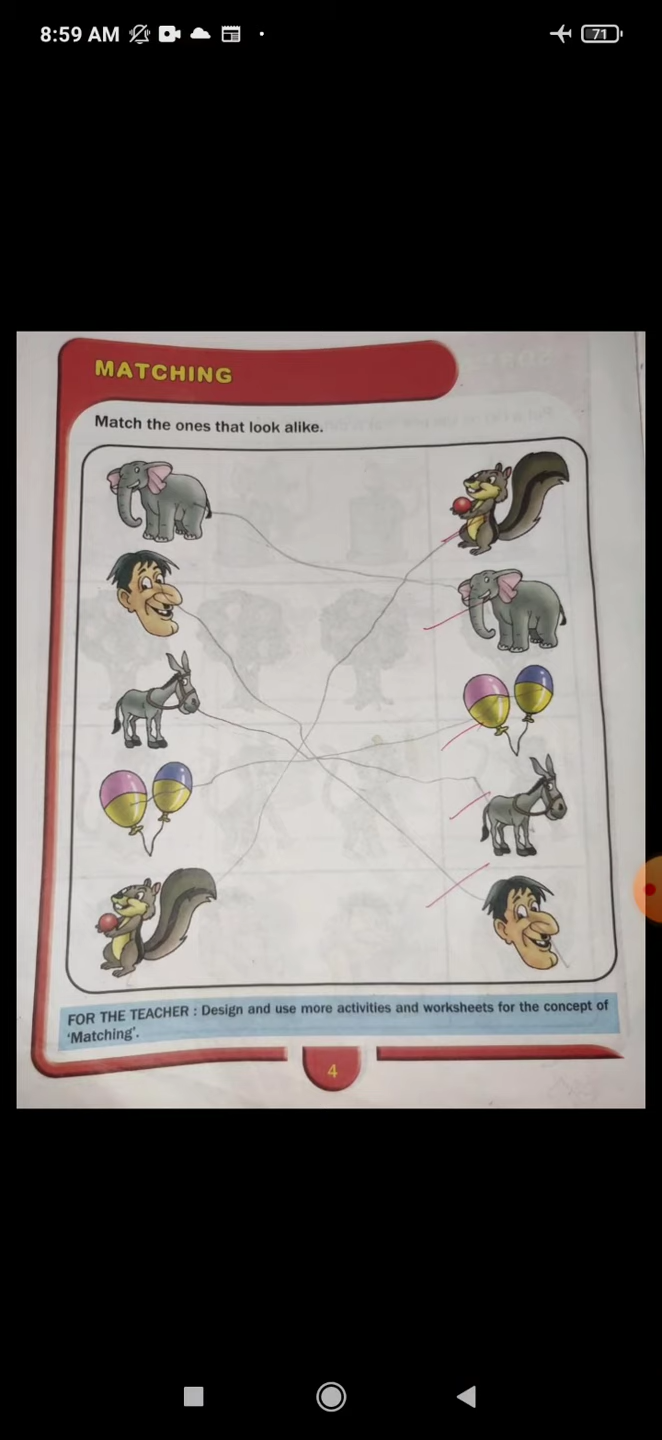 8:59 AM
71
MATCHING
Match the ones that look alike.
FOR THE TEACHER : Design and use more activities and worksheets for the concept of
'Matching'.
4